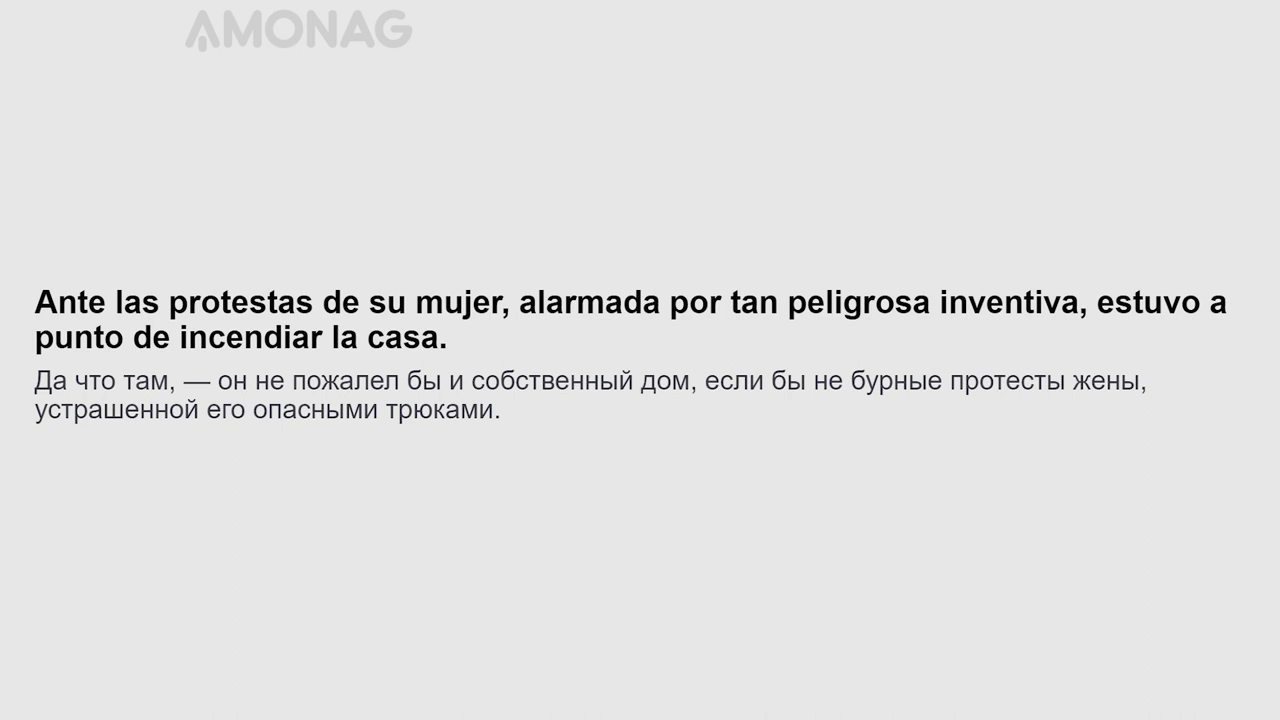 AMONAG
Ante las protestas de su mujer, alarmada por tan peligrosa inventiva, estuvo a
punto de incendiar la casa.
Да что там, — он не пожалел бы и собственный дом, если бы не бурные протесты жены,
устрашенной его опасными трюками.